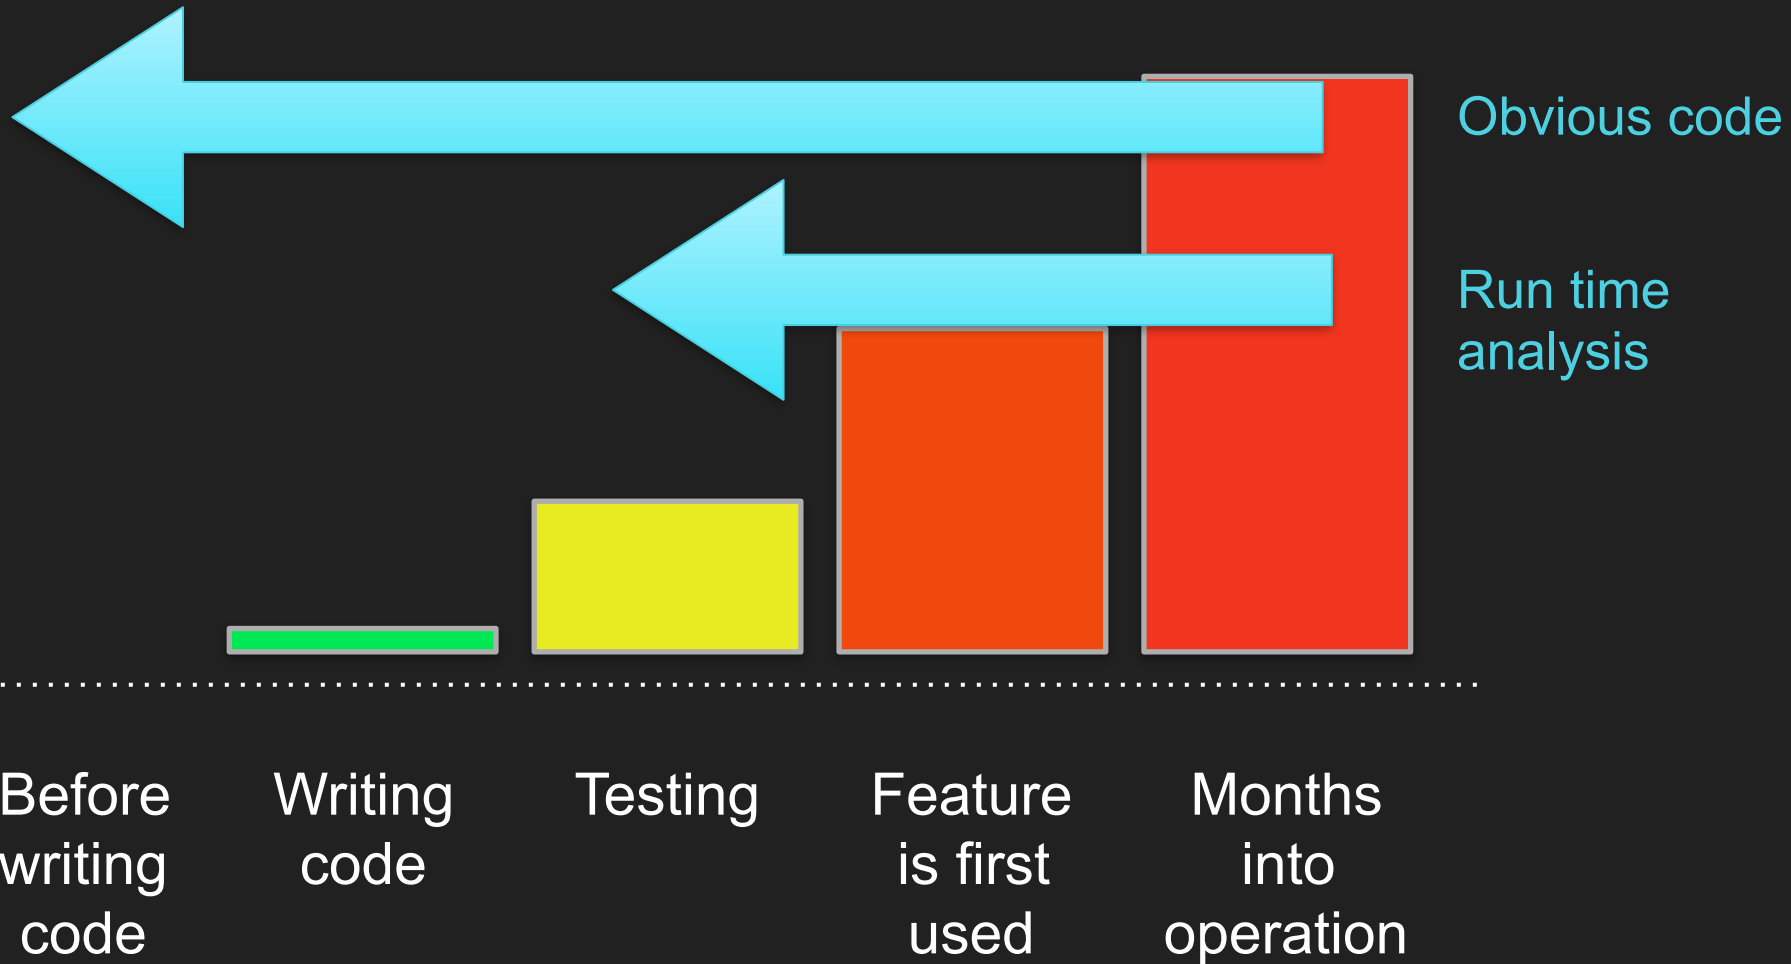 Obvious code
Run time
analysis
Before
writing
code
Writing
code
Testing
Feature
is first
used
Months
into
operation